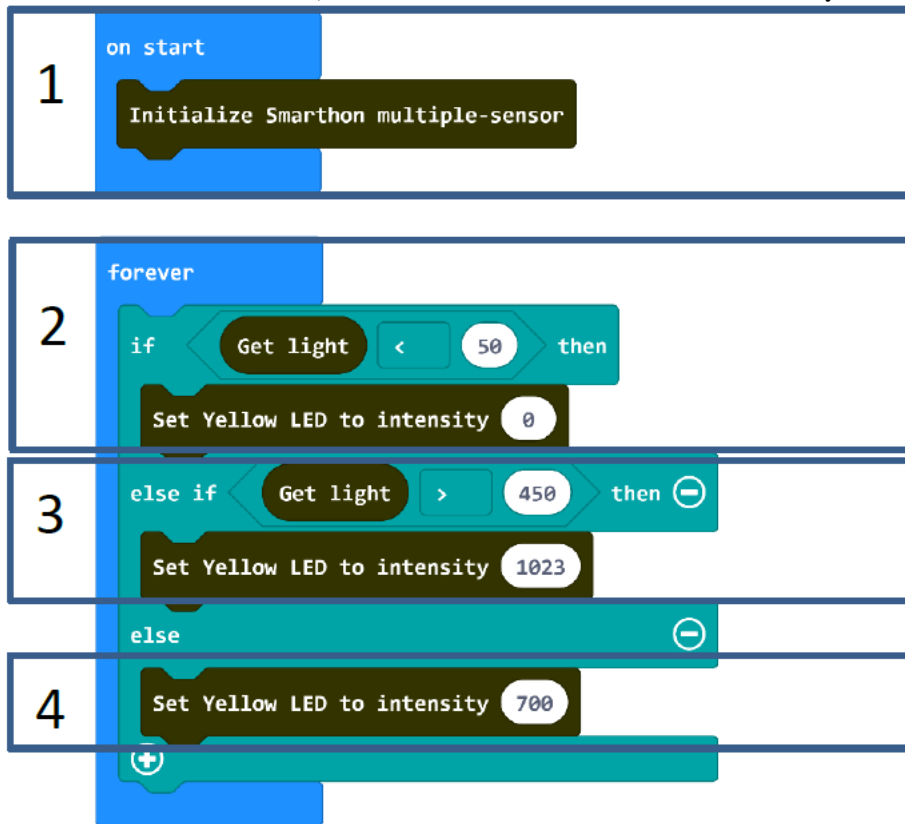 1
on start
Initialize Smarthon multiple-sensor
2
forever
if Get light < 50 then
Set Yellow LED to intensity 0
3
else if Get light > 450 then
Set Yellow LED to intensity 1023
else
4
Set Yellow LED to intensity 700